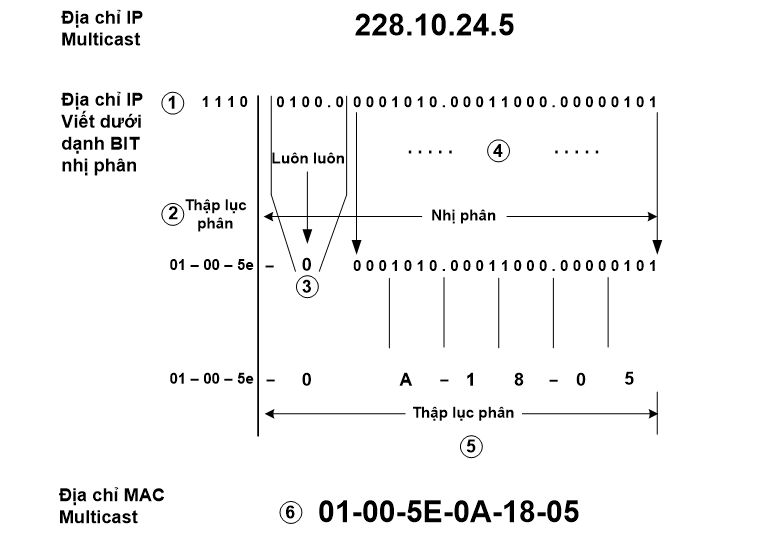 Địa chỉ IP
Multicast
228.10.24.5
Địa chỉ IP
Viết dưới
dạnh BIT
nhị phân
1 1110 0100.0 0001010.00011000.00000101
Luôn luôn
..... 4 .....
2 Thập lục
phân
Nhị phân
01 – 00 – 5e – 0 0001010.00011000.00000101
3
01 – 00 – 5e – 0 A – 1 8 – 0 5
Thập lục phân
5
Địa chỉ MAC
Multicast
6 01-00-5E-0A-18-05